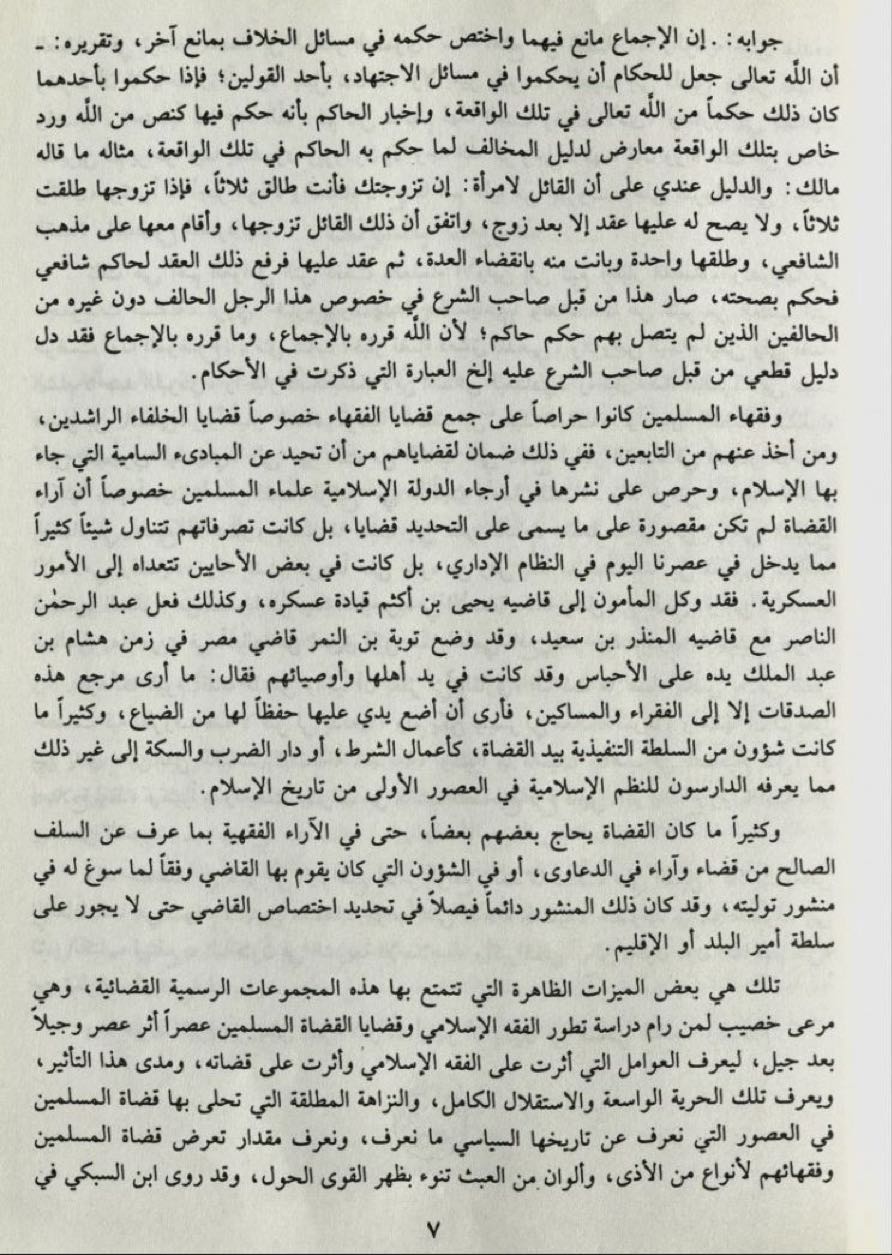 جوابه: . إن الإجماع مانع فيهما واختص حكمه في مسائل الخلاف بمانع آخر، وتقريره: ـ
أن اللَّه تعالى جعل للحكام أن يحكموا في مسائل الاجتهاد، بأحد القولين؛ فإذا حكموا بأحدهما
كان ذلك حكماً من اللَّه تعالى في تلك الواقعة، وإخبار الحاكم بأنه حكم فيها كنص من اللَّه ورد
خاص بتلك الواقعة معارض لدليل المخالف لما حكم به الحاكم في تلك الواقعة، مثاله ما قاله
مالك: والدليل عندي على أن القائل لامرأة: إن تزوجتك فأنت طالق ثلاثاً، فإذا تزوجها طلقت
ثلاثاً، ولا يصح له عليها عقد إلا بعد زوج، واتفق أن ذلك القائل تزوجها، وأقام معها على مذهب
الشافعي، وطلقها واحدة وبانت منه بانقضاء العدة، ثم عقد عليها فرفع ذلك العقد لحاكم شافعي
فحكم بصحته، صار هذا من قبل صاحب الشرع في خصوص هذا الرجل الحالف دون غيره من
الحالفين الذين لم يتصل بهم حكم حاكم؛ لأن اللَّه قرره بالإجماع، وما قرره بالإجماع فقد دل
دليل قطعي من قبل صاحب الشرع عليه إلخ العبارة التي ذكرت في الأحكام.
وفقهاء المسلمين كانوا حراصاً على جمع قضايا الفقهاء خصوصاً قضايا الخلفاء الراشدين،
ومن أخذ عنهم من التابعين، ففي ذلك ضمان لقضاياهم من أن تحيد عن المبادىء السامية التي جاء
بها الإسلام، وحرص على نشرها في أرجاء الدولة الإسلامية علماء المسلمين خصوصاً أن آراء
القضاة لم تكن مقصورة على ما يسمى على التحديد قضايا، بل كانت تصرفاتهم تتناول شيئاً كثيراً
مما يدخل في عصرنا اليوم في النظام الإداري، بل كانت في بعض الأحايين تتعداه إلى الأمور
العسكرية. فقد وكل المأمون إلى قاضيه يحيى بن أكثم قيادة عسكره، وكذلك فعل عبد الرحمٰن
الناصر مع قاضيه المنذر بن سعيد، وقد وضع توبة بن النمر قاضي مصر في زمن هشام بن
عبد الملك يده على الأحباس وقد كانت في يد أهلها وأوصيائهم فقال: ما أرى مرجع هذه
الصدقات إلا إلى الفقراء والمساكين، فأرى أن أضع يدي عليها حفظاً لها من الضياع، وكثيراً ما
كانت شؤون من السلطة التنفيذية بيد القضاة، كأعمال الشرط، أو دار الضرب والسكة إلى غير ذلك
مما يعرفه الدارسون للنظم الإسلامية في العصور الأولى من تاريخ الإسلام.
وكثيراً ما كان القضاة يحاج بعضهم بعضاً، حتى في الآراء الفقهية بما عرف عن السلف
الصالح من قضاء وآراء في الدعاوى، أو في الشؤون التي كان يقوم بها القاضي وفقاً لما سوغ له في
منشور توليته، وقد كان ذلك المنشور دائماً فيصلاً في تحديد اختصاص القاضي حتى لا يجور على
سلطة أمير البلد أو الإقليم.
تلك هي بعض الميزات الظاهرة التي تتمتع بها هذه المجموعات الرسمية القضائية، وهي
مرعى خصيب لمن رام دراسة تطور الفقه الإسلامي وقضايا القضاة المسلمين عصراً أثر عصر وجيلاً
بعد جيل، ليعرف العوامل التي أثرت على الفقه الإسلامي وأثرت على قضاته، ومدى هذا التأثير،
ويعرف تلك الحرية الواسعة والاستقلال الكامل، والنزاهة المطلقة التي تحلى بها قضاة المسلمين
في العصور التي نعرف عن تاريخها السياسي ما نعرف، ونعرف مقدار تعرض قضاة المسلمين
وفقهائهم لأنواع من الأذى، وألوان من العبث تنوء بظهر القوى الحول، وقد روى ابن السبكي في
٧